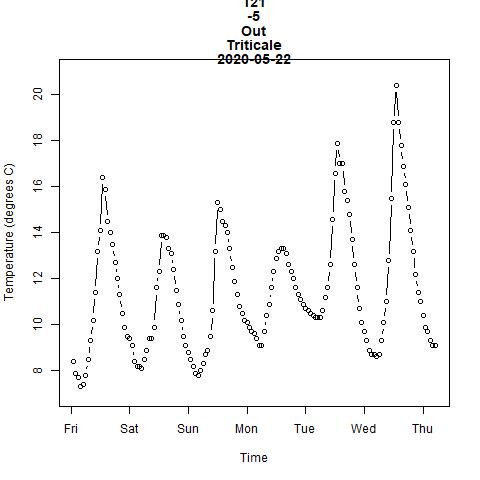 121
-5
Out
Triticale
2020-05-22
Temperature (degrees C)
20
18
16
14
12
10
8
Fri Sat Sun Mon Tue Wed Thu
Time